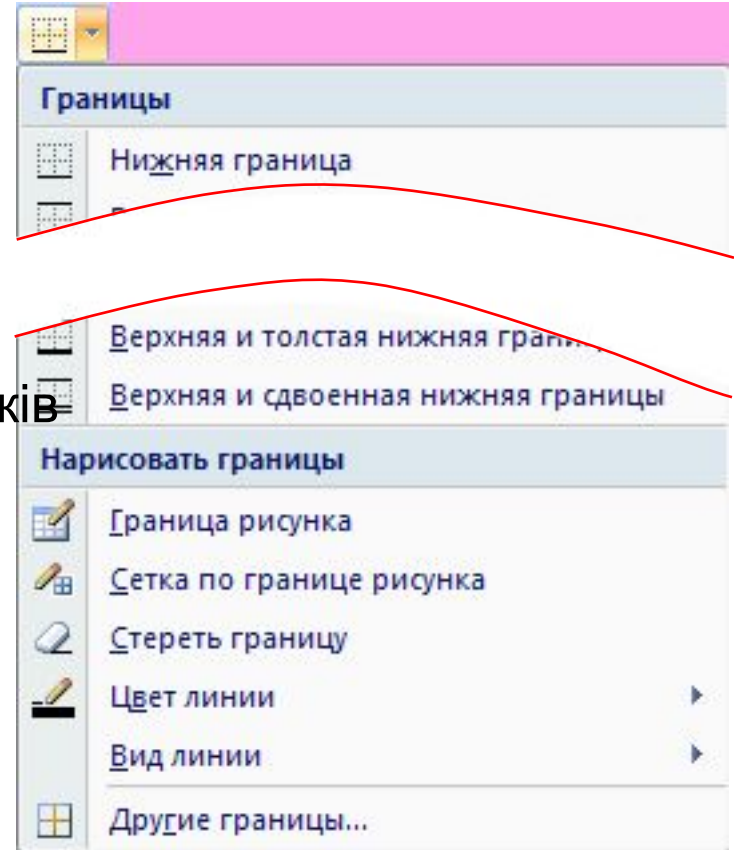 Границы
Нижняя граница
Верхняя и толстая нижняя
Верхняя и сдвоенная нижняя границы
ків
Нарисовать границы
Граница рисунка
Сетка по границе рисунка
Стереть границу
Цвет линии
Вид линии
Другие границы...